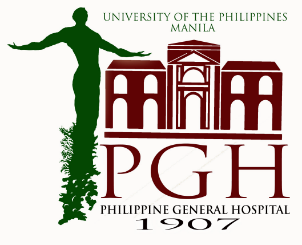 UNIVERSITY OF THE PHILIPPINES
MANILA
PGH
PHILIPPINE GENERAL HOSPITAL
1907